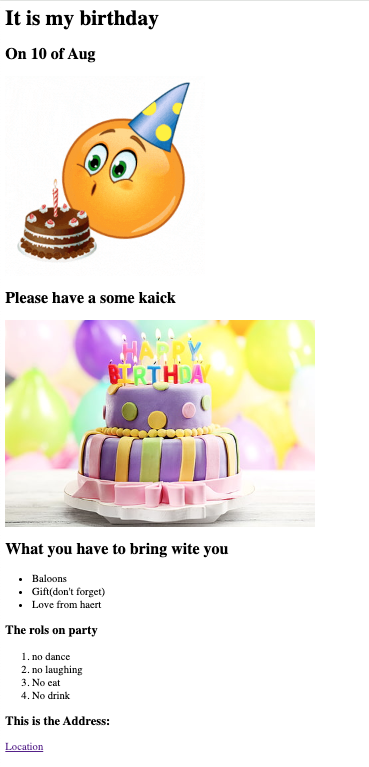 It is my birthday
On 10 of Aug
Please have a some kaick
HAPPY
BIRTHDAY
What you have to bring wite you
• Baloons
• Gift(don't forget)
• Love from haert
The rols on party
1. no dance
2. no laughing
3. No eat
4. No drink
This is the Address:
Location